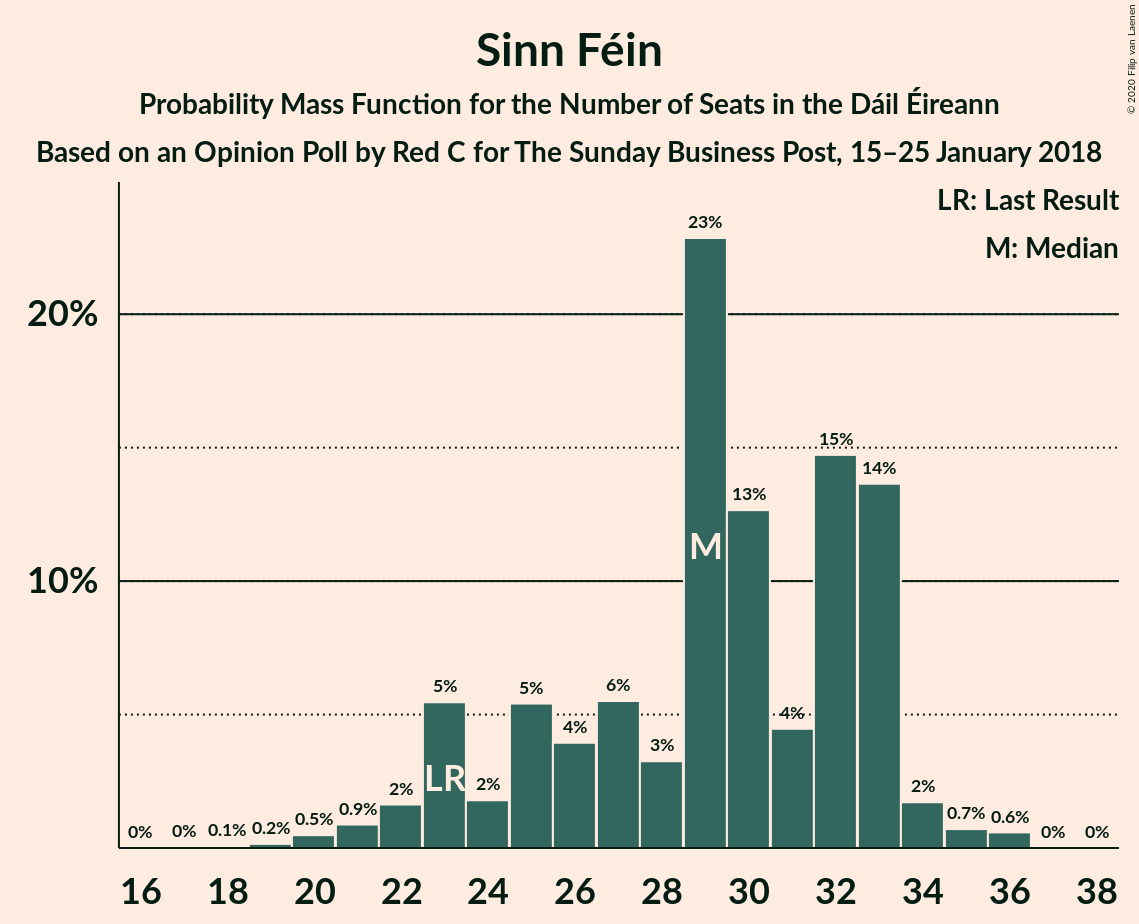 Sinn Féin
Probability Mass Function for the Number of Seats in the Dáil Éireann
Based on an Opinion Poll by Red C for The Sunday Business Post, 15–25 January 2018
© 2020 Filip van Laenen
LR: Last Result
M: Median
20%
10%
0%
0%
0.1%
0.2%
0.5%
0.9%
2%
5%
2%
5%
4%
6%
3%
23%
13%
4%
15%
14%
2%
0.7%
0.6%
0%
0%
LR
M
16 18 20 22 24 26 28 30 32 34 36 38